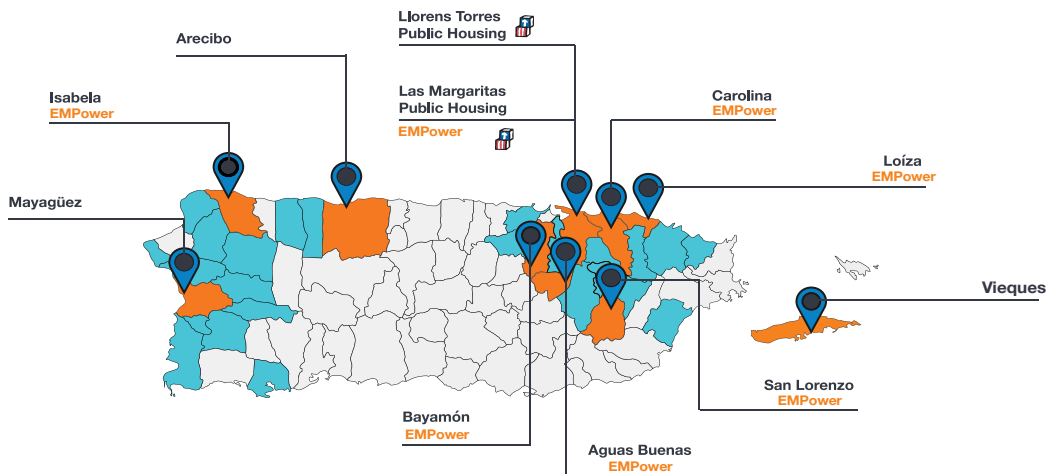 Llorens Torres
Public Housing
Arecibo
Isabela
EMPower
Las Margaritas
Public Housing
EMPower
Carolina
EMPower
Loíza
EMPower
Mayagüez
Vieques
San Lorenzo
EMPower
Bayamón
EMPower
Aguas Buenas
EMPower